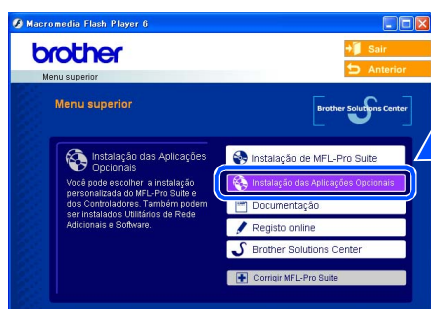 Macromedia Flash Player 6
brother
Sair
Anterior
Menu superior
Menu superior
Brother Solutions Center
Instalação das Aplicações
Opcionais
Você pode escolher a instalação
personalizada do MFL-Pro Suite e
dos Controladores. Também podem
ser instalados Utilitários de Rede
Adicionais e Software.
Instalação de MFL-Pro Suite
Instalação das Aplicações Opcionais
Documentação
Registo online
Brother Solutions Center
Corrigir MFL-Pro Suite